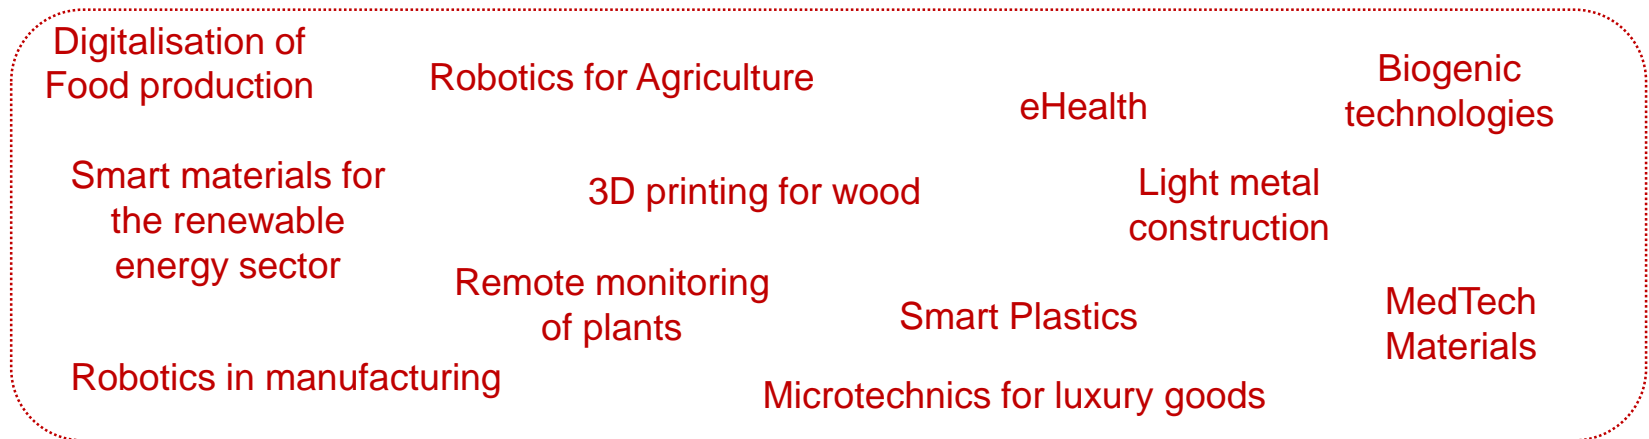 Digitalisation of
Food production
Robotics for Agriculture
eHealth
Biogenic
technologies
Smart materials for
the renewable
energy sector
3D printing for wood
Light metal
construction
Remote monitoring
of plants
Smart Plastics
MedTech
Materials
Robotics in manufacturing
Microtechnics for luxury goods